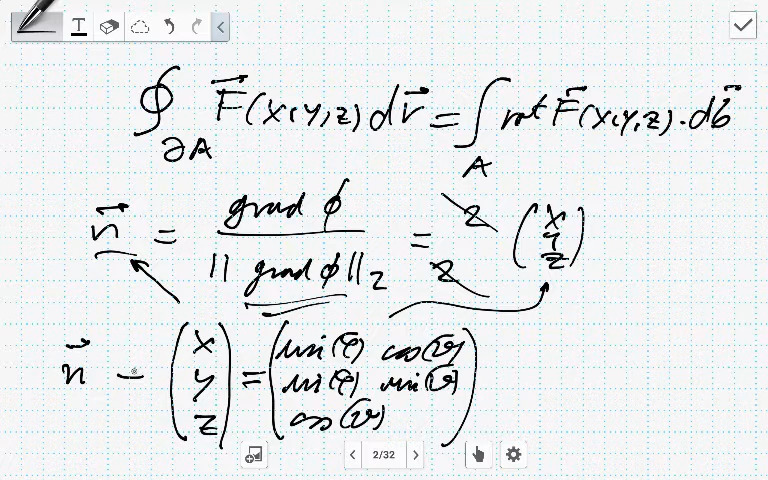 ∮_{∂A} F⃗(x,y,z) dr⃗ = ∫_A rot F⃗(x,y,z) · dσ⃗
n⃗ = grad ϕ / ‖grad ϕ‖₂ = 2/2 (x y z)
n⃗ = (x y z) = (sin(φ) cos(ϑ) sin(φ) sin(ϑ) cos(ϑ))
2/32